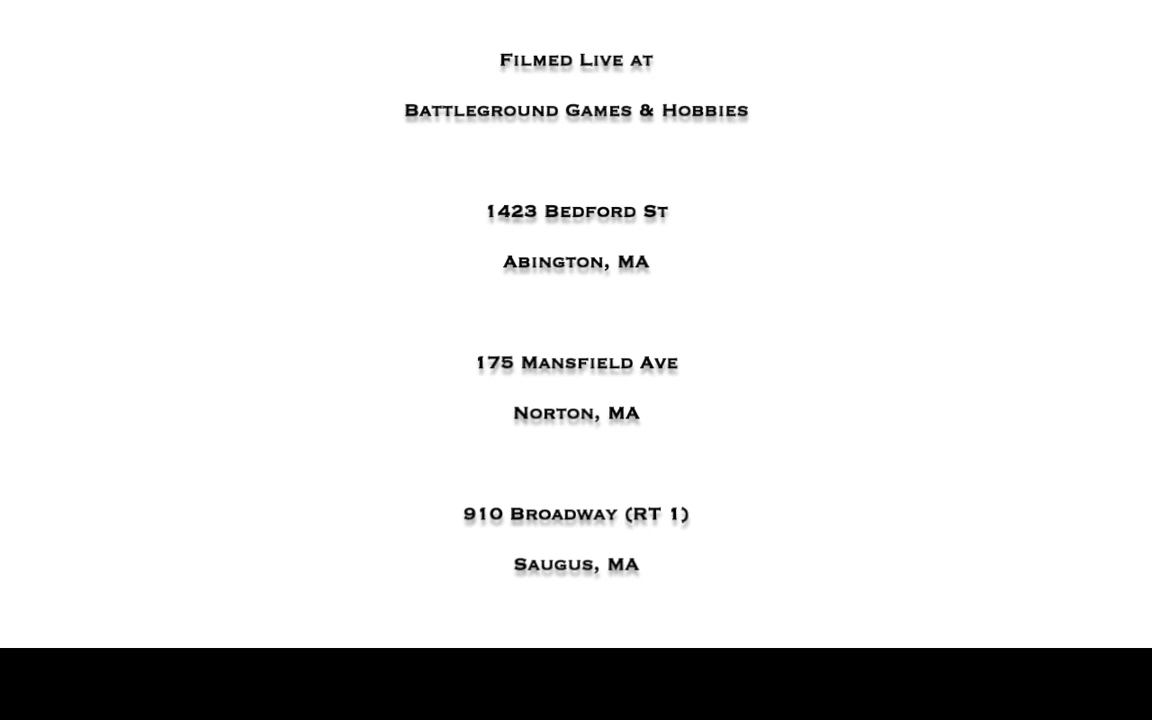 Filmed Live at
Battleground Games & Hobbies
1423 Bedford St
Abington, MA
175 Mansfield Ave
Norton, MA
910 Broadway (RT 1)
Saugus, MA